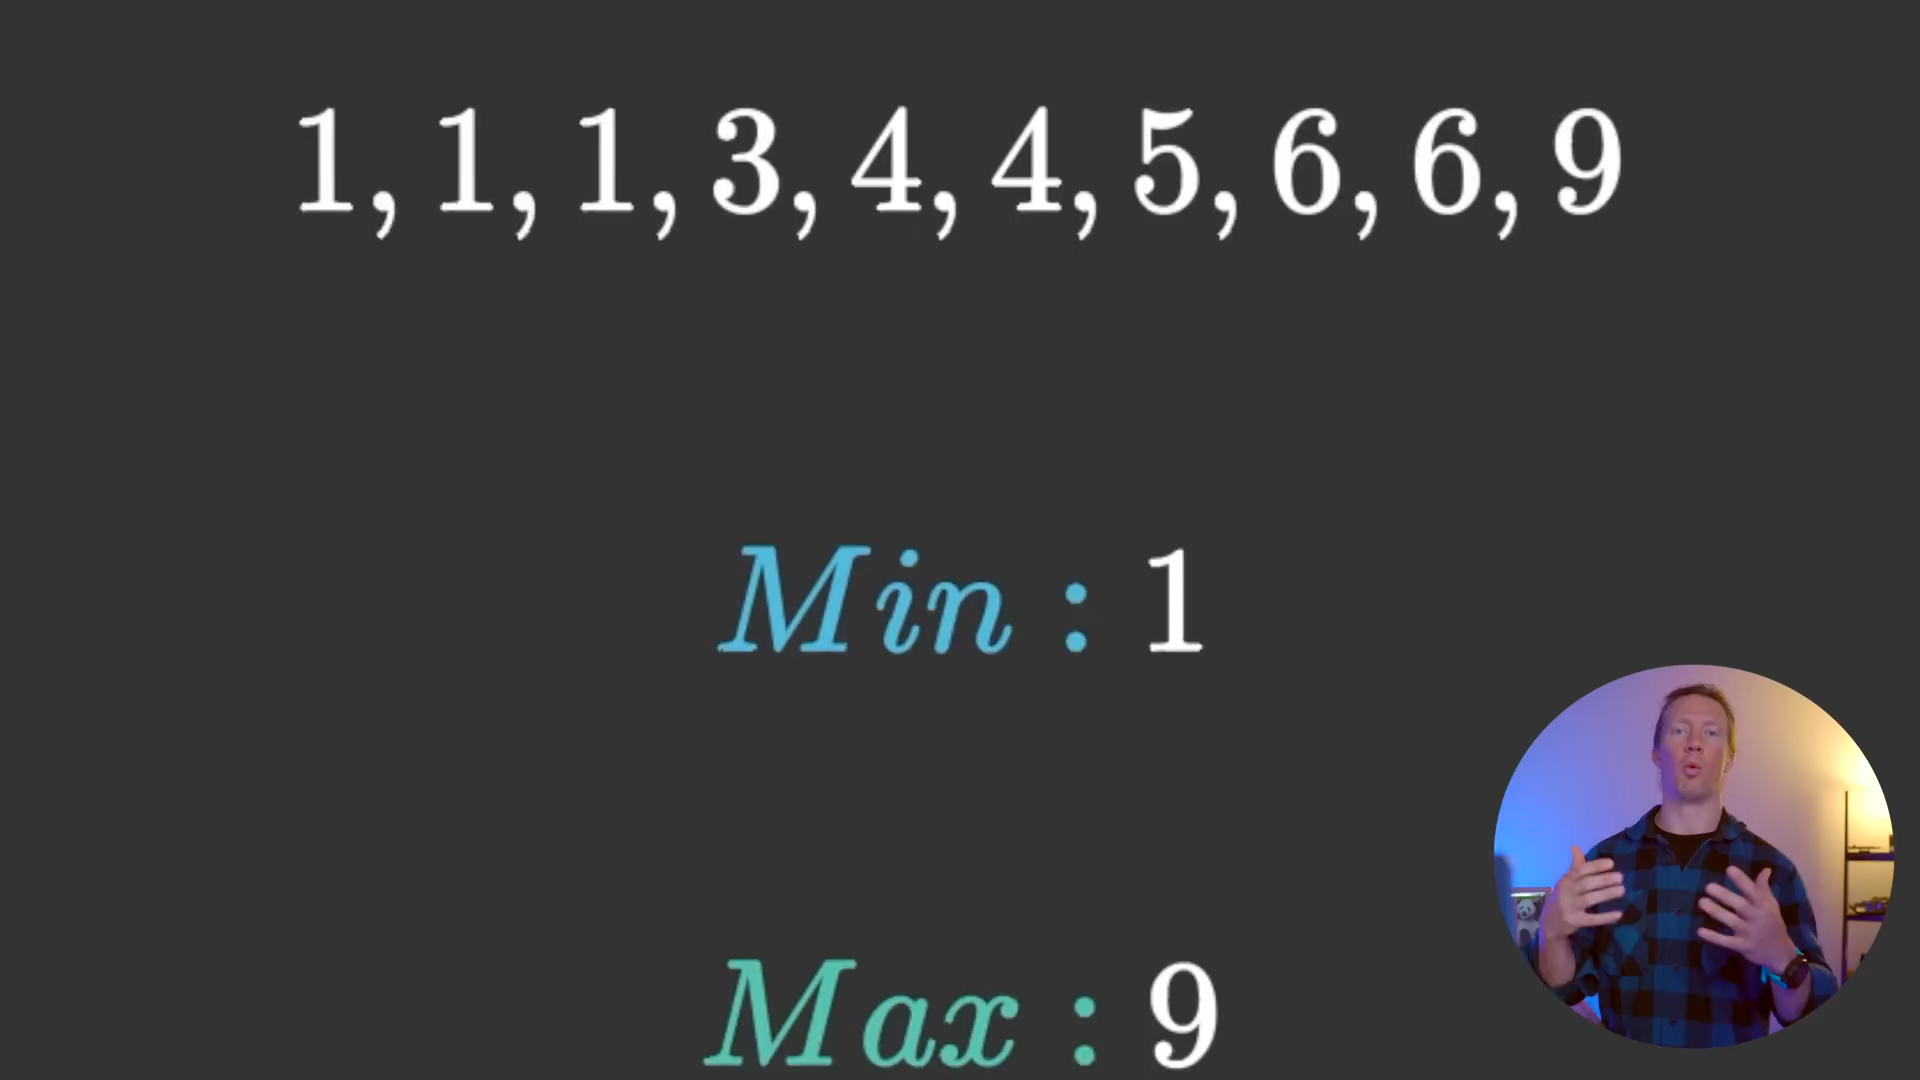 1, 1, 1, 3, 4, 4, 5, 6, 6, 9
Min : 1
Max : 9